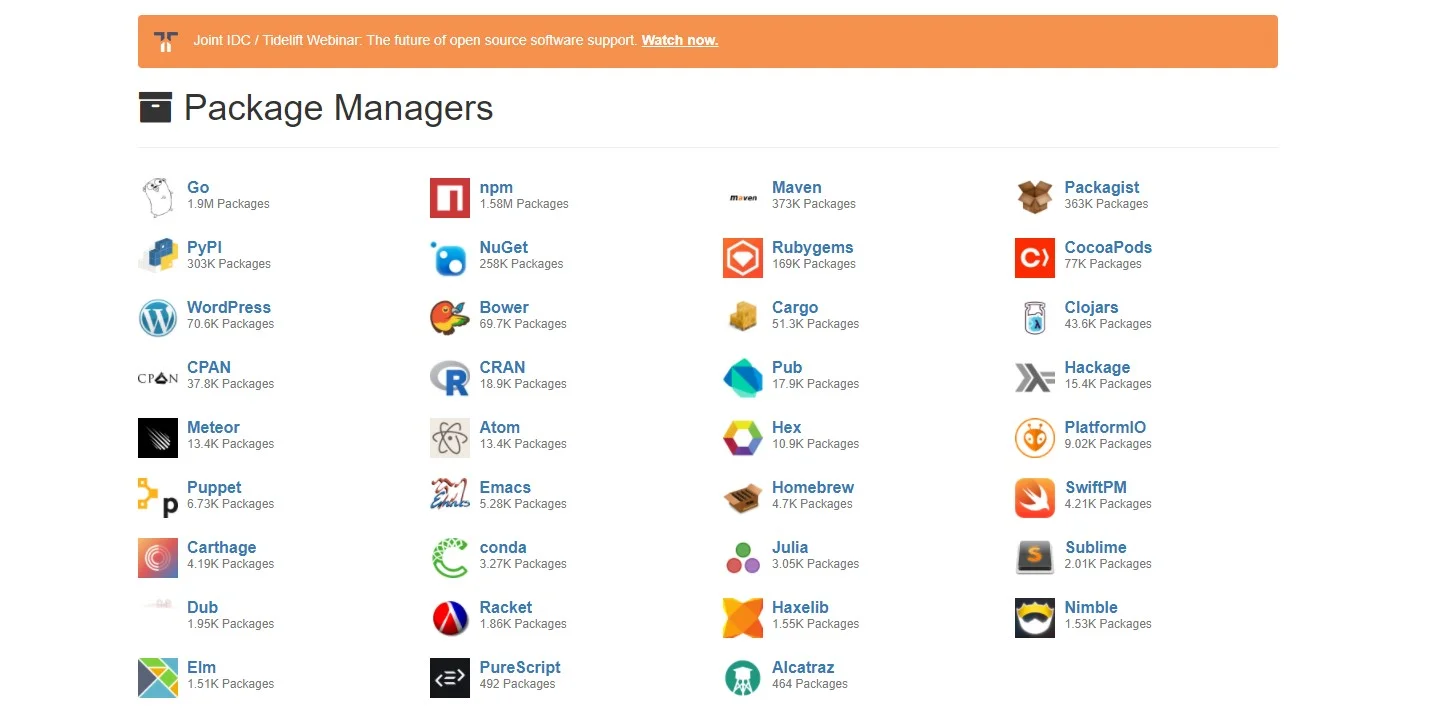 Joint IDC / Tidelift Webinar: The future of open source software support. Watch now.
Package Managers
Go
1.9M Packages
npm
1.58M Packages
maven
Maven
373K Packages
Packagist
363K Packages
PyPI
303K Packages
NuGet
258K Packages
Rubygems
169K Packages
CocoaPods
77K Packages
WordPress
70.6K Packages
Bower
69.7K Packages
Cargo
51.3K Packages
Clojars
43.6K Packages
CPAN
CPAN
37.8K Packages
CRAN
18.9K Packages
Pub
17.9K Packages
Hackage
15.4K Packages
Meteor
13.4K Packages
Atom
13.4K Packages
Hex
10.9K Packages
PlatformIO
9.02K Packages
Puppet
6.73K Packages
Emacs
5.28K Packages
Homebrew
4.7K Packages
SwiftPM
4.21K Packages
Carthage
4.19K Packages
conda
3.27K Packages
Julia
3.05K Packages
Sublime
2.01K Packages
Dub
1.95K Packages
Racket
1.86K Packages
Haxelib
1.55K Packages
Nimble
1.53K Packages
Elm
1.51K Packages
PureScript
492 Packages
Alcatraz
464 Packages